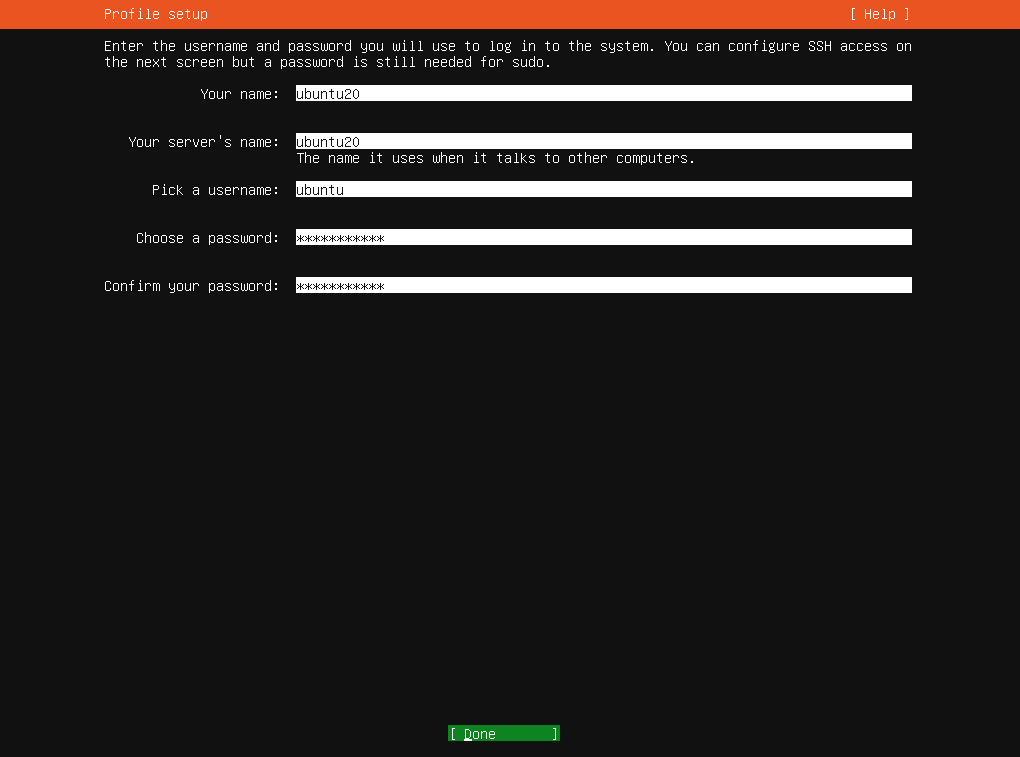 Profile setup [ Help ]
Enter the username and password you will use to log in to the system. You can configure SSH access on
the next screen but a password is still needed for sudo.
Your name: ubuntu20
Your server's name: ubuntu20
The name it uses when it talks to other computers.
Pick a username: ubuntu
Choose a password: ***********
Confirm your password: ***********
[ Done ]